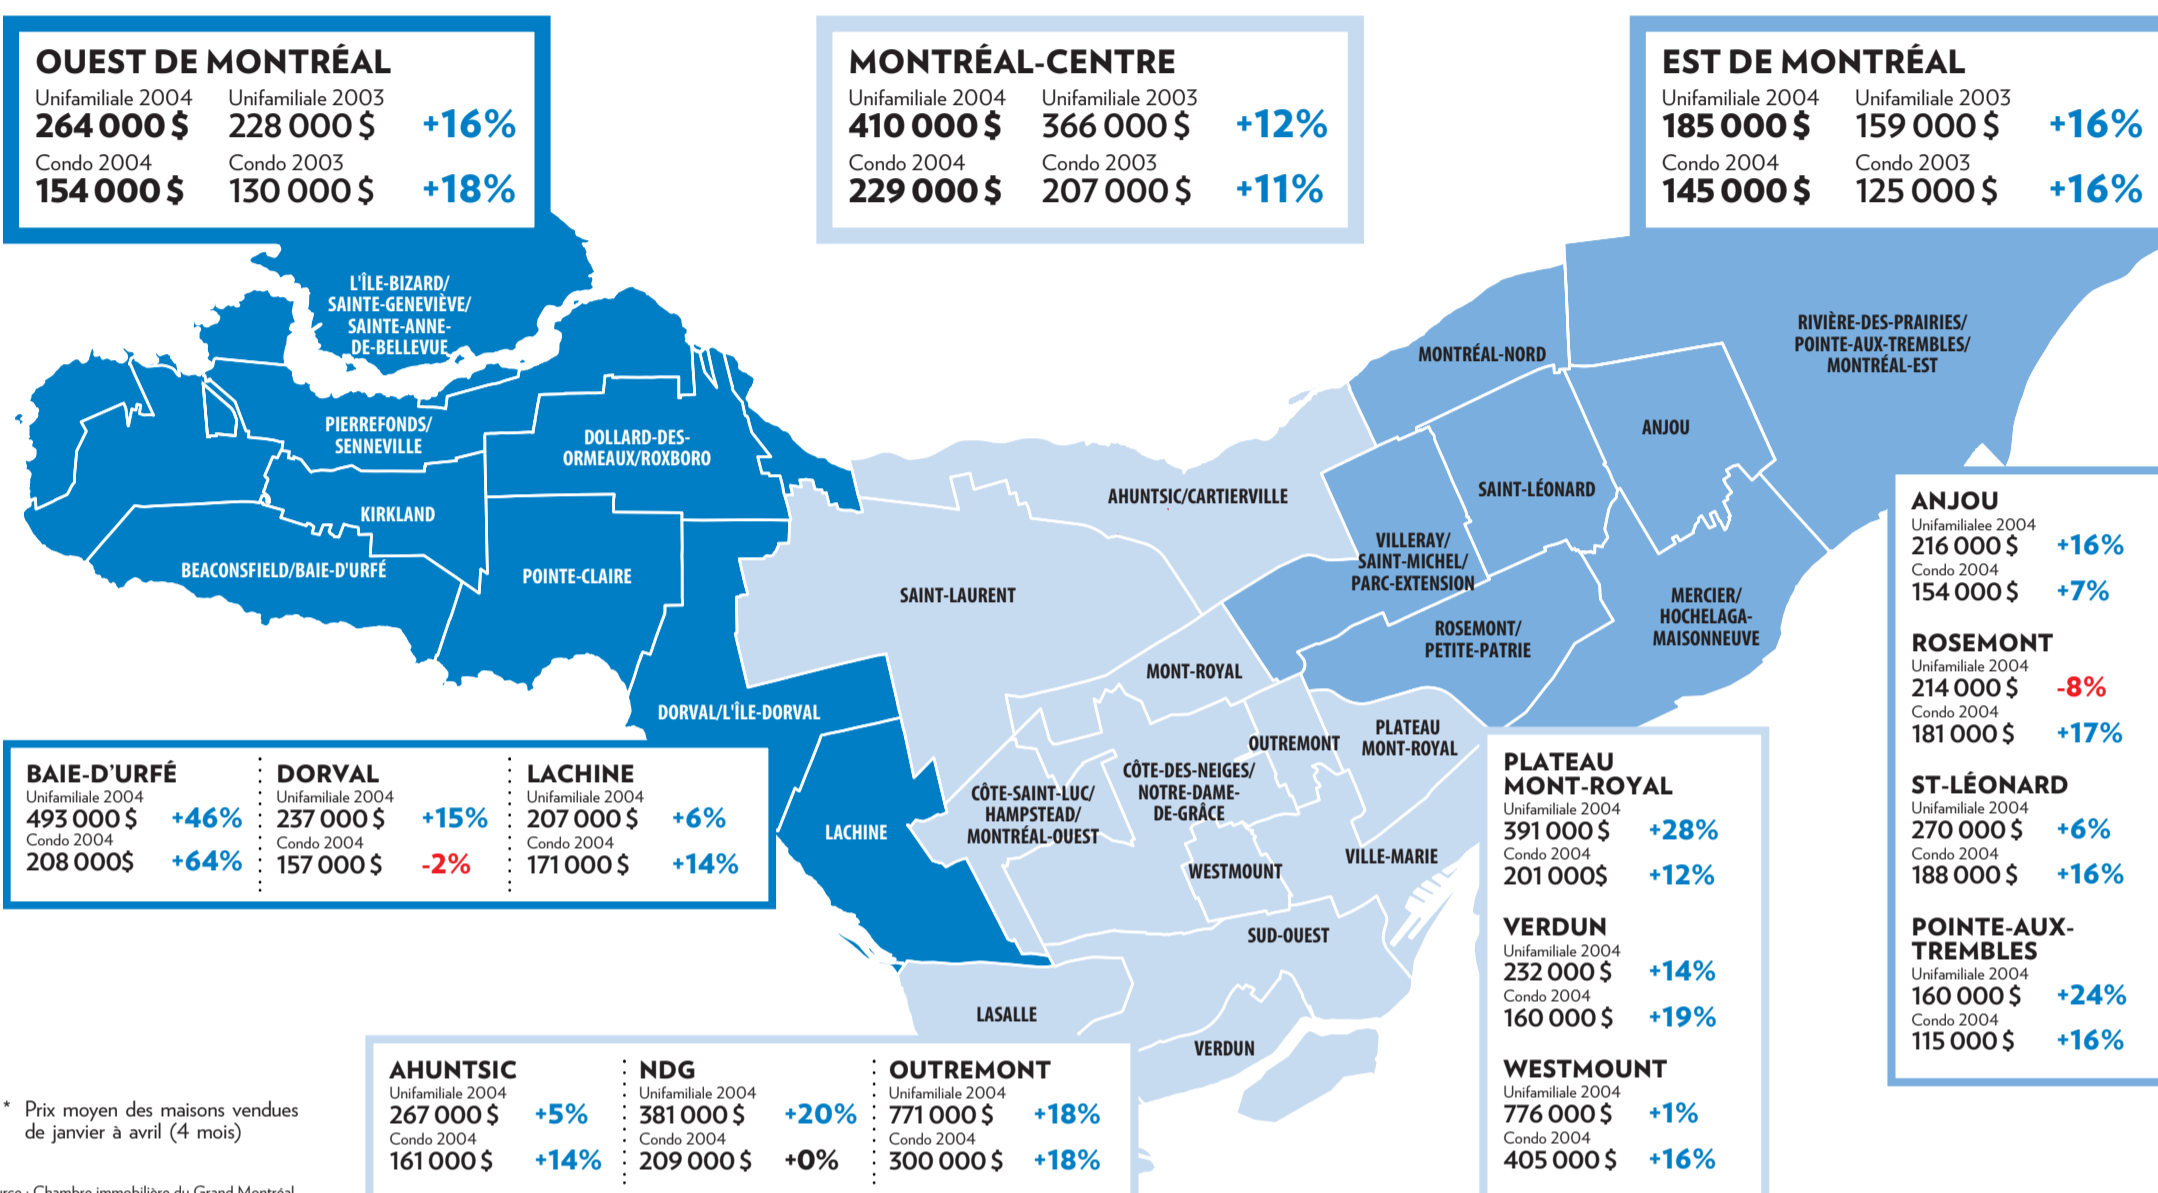 OUEST DE MONTRÉAL
Unifamiliale 2004 Unifamiliale 2003
264 000 $ 228 000 $ +16%
Condo 2004 Condo 2003
154 000 $ 130 000 $ +18%
MONTRÉAL-CENTRE
Unifamiliale 2004 Unifamiliale 2003
410 000 $ 366 000 $ +12%
Condo 2004 Condo 2003
229 000 $ 207 000 $ +11%
EST DE MONTRÉAL
Unifamiliale 2004 Unifamiliale 2003
185 000 $ 159 000 $ +16%
Condo 2004 Condo 2003
145 000 $ 125 000 $ +16%
L'ÎLE-BIZARD/
SAINTE-GENEVIÈVE/
SAINTE-ANNE-
DE-BELLEVUE
PIERREFONDS/
SENNEVILLE
DOLLARD-DES-
ORMEAUX/ROXBORO
KIRKLAND
BEACONSFIELD/BAIE-D'URFÉ
POINTE-CLAIRE
DORVAL/L'ÎLE-DORVAL
LACHINE
SAINT-LAURENT
AHUNTSIC/CARTIERVILLE
MONT-ROYAL
OUTREMONT
PLATEAU
MONT-ROYAL
CÔTE-DES-NEIGES/
NOTRE-DAME-
DE-GRÂCE
CÔTE-SAINT-LUC/
HAMPSTEAD/
MONTRÉAL-OUEST
WESTMOUNT
VILLE-MARIE
SUD-OUEST
LASALLE
VERDUN
MONTRÉAL-NORD
RIVIÈRE-DES-PRAIRIES/
POINTE-AUX-TREMBLES/
MONTRÉAL-EST
ANJOU
SAINT-LÉONARD
VILLERAY/
SAINT-MICHEL/
PARC-EXTENSION
ROSEMONT/
PETITE-PATRIE
MERCIER/
HOCHELAGA-
MAISONNEUVE
BAIE-D'URFÉ
Unifamiliale 2004
493 000 $ +46%
Condo 2004
208 000$ +64%
DORVAL
Unifamiliale 2004
237 000 $ +15%
Condo 2004
157 000 $ -2%
LACHINE
Unifamiliale 2004
207 000 $ +6%
Condo 2004
171 000 $ +14%
AHUNTSIC
Unifamiliale 2004
267 000 $ +5%
Condo 2004
161 000 $ +14%
NDG
Unifamiliale 2004
381 000 $ +20%
Condo 2004
209 000 $ +0%
OUTREMONT
Unifamiliale 2004
771 000 $ +18%
Condo 2004
300 000 $ +18%
PLATEAU
MONT-ROYAL
Unifamiliale 2004
391 000 $ +28%
Condo 2004
201 000$ +12%
VERDUN
Unifamiliale 2004
232 000 $ +14%
Condo 2004
160 000 $ +19%
WESTMOUNT
Unifamiliale 2004
776 000 $ +1%
Condo 2004
405 000 $ +16%
ANJOU
Unifamilialee 2004
216 000 $ +16%
Condo 2004
154 000 $ +7%
ROSEMONT
Unifamiliale 2004
214 000 $ -8%
Condo 2004
181 000 $ +17%
ST-LÉONARD
Unifamiliale 2004
270 000 $ +6%
Condo 2004
188 000 $ +16%
POINTE-AUX-
TREMBLES
Unifamiliale 2004
160 000 $ +24%
Condo 2004
115 000 $ +16%
* Prix moyen des maisons vendues
de janvier à avril (4 mois)
: Chambre immobilière du Grand Montréal